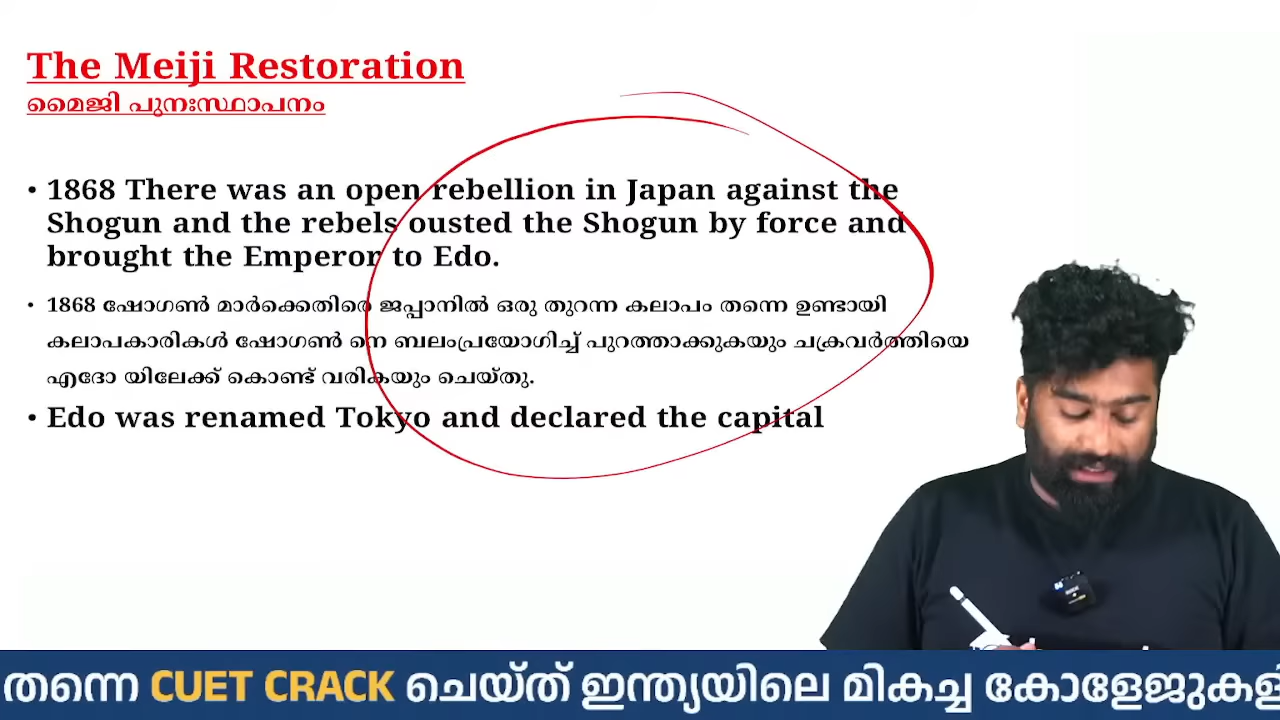 The Meiji Restoration
മൈജി പുനഃസ്ഥാപനം
• 1868 There was an open rebellion in Japan against the
Shogun and the rebels ousted the Shogun by force and
brought the Emperor to Edo.
• 1868 ഷോഗൺ മാർക്കെതിരെ ജപ്പാനിൽ ഒരു തുറന്ന കലാപം തന്നെ ഉണ്ടായി
കലാപകാരികൾ ഷോഗൺ നെ ബലംപ്രയോഗിച്ച് പുറത്താക്കുകയും ചക്രവർത്തിയെ
എദോ യിലേക്ക് കൊണ്ട് വരികയും ചെയ്തു.
• Edo was renamed Tokyo and declared the capital
തന്നെ CUET CRACK ചെയ്ത് ഇന്ത്യയിലെ മികച്ച കോളേജുകളി